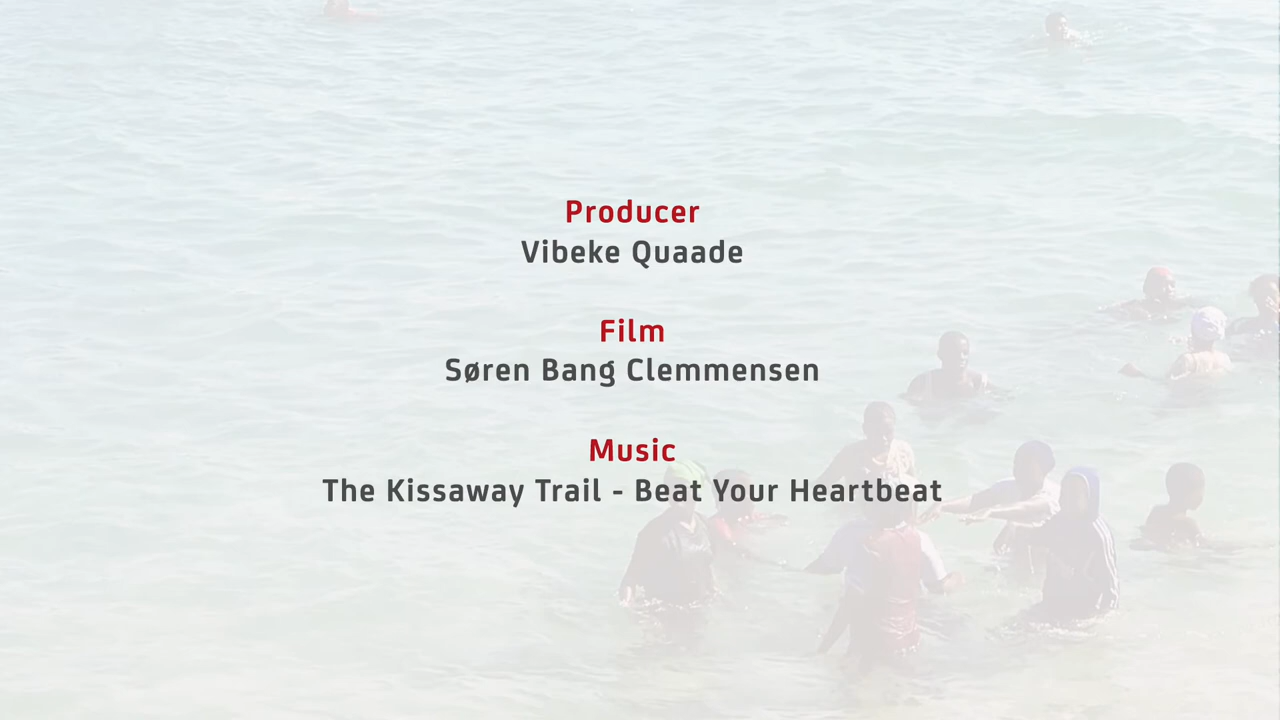 Producer
Vibeke Quaade
Film
Søren Bang Clemmensen
Music
The Kissaway Trail - Beat Your Heartbeat